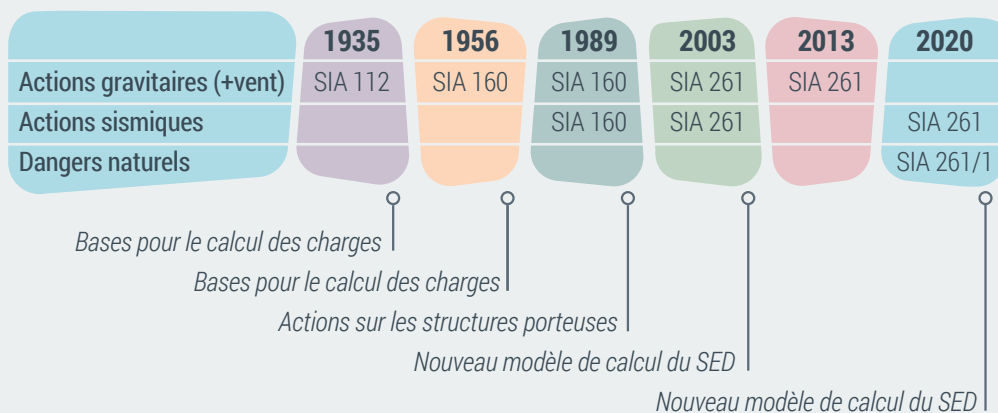 1935 1956 1989 2003 2013 2020
Actions gravitaires (+vent) SIA 112 SIA 160 SIA 160 SIA 261 SIA 261
Actions sismiques SIA 160 SIA 261 SIA 261
Dangers naturels SIA 261/1
Bases pour le calcul des charges
Bases pour le calcul des charges
Actions sur les structures porteuses
Nouveau modèle de calcul du SED
Nouveau modèle de calcul du SED